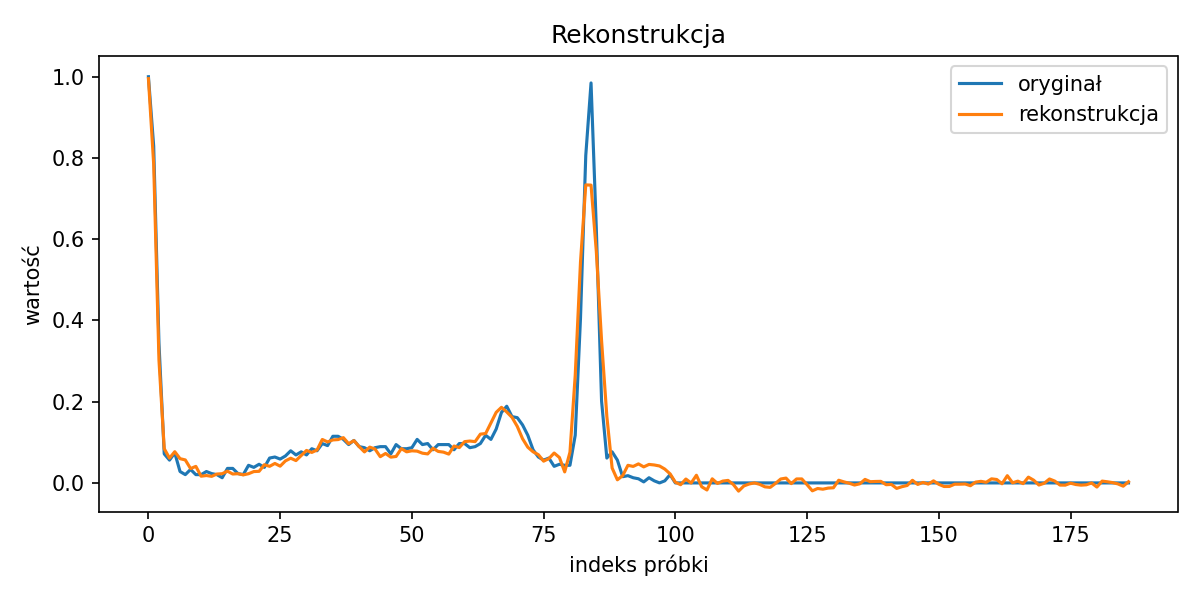 Rekonstrukcja
oryginał
rekonstrukcja
1.0
0.8
0.6
0.4
0.2
0.0
wartość
0 25 50 75 100 125 150 175
indeks próbki